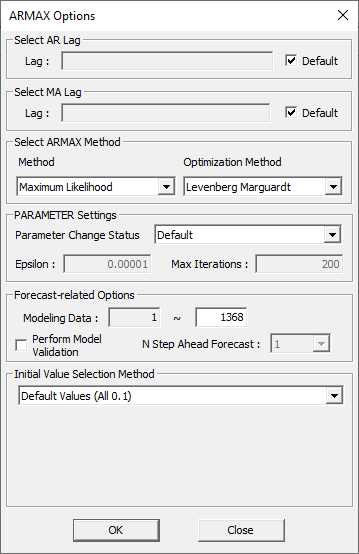 ARMAX Options
Select AR Lag
Lag :
Default
Select MA Lag
Lag :
Default
Select ARMAX Method
Method Optimization Method
Maximum Likelihood Levenberg Marguardt
PARAMETER Settings
Parameter Change Status Default
Epsilon : 0.00001 Max Iterations : 200
Forecast-related Options
Modeling Data : 1 ~ 1368
Perform Model
Validation
N Step Ahead Forecast : 1
Initial Value Selection Method
Default Values (All 0.1)
OK Close